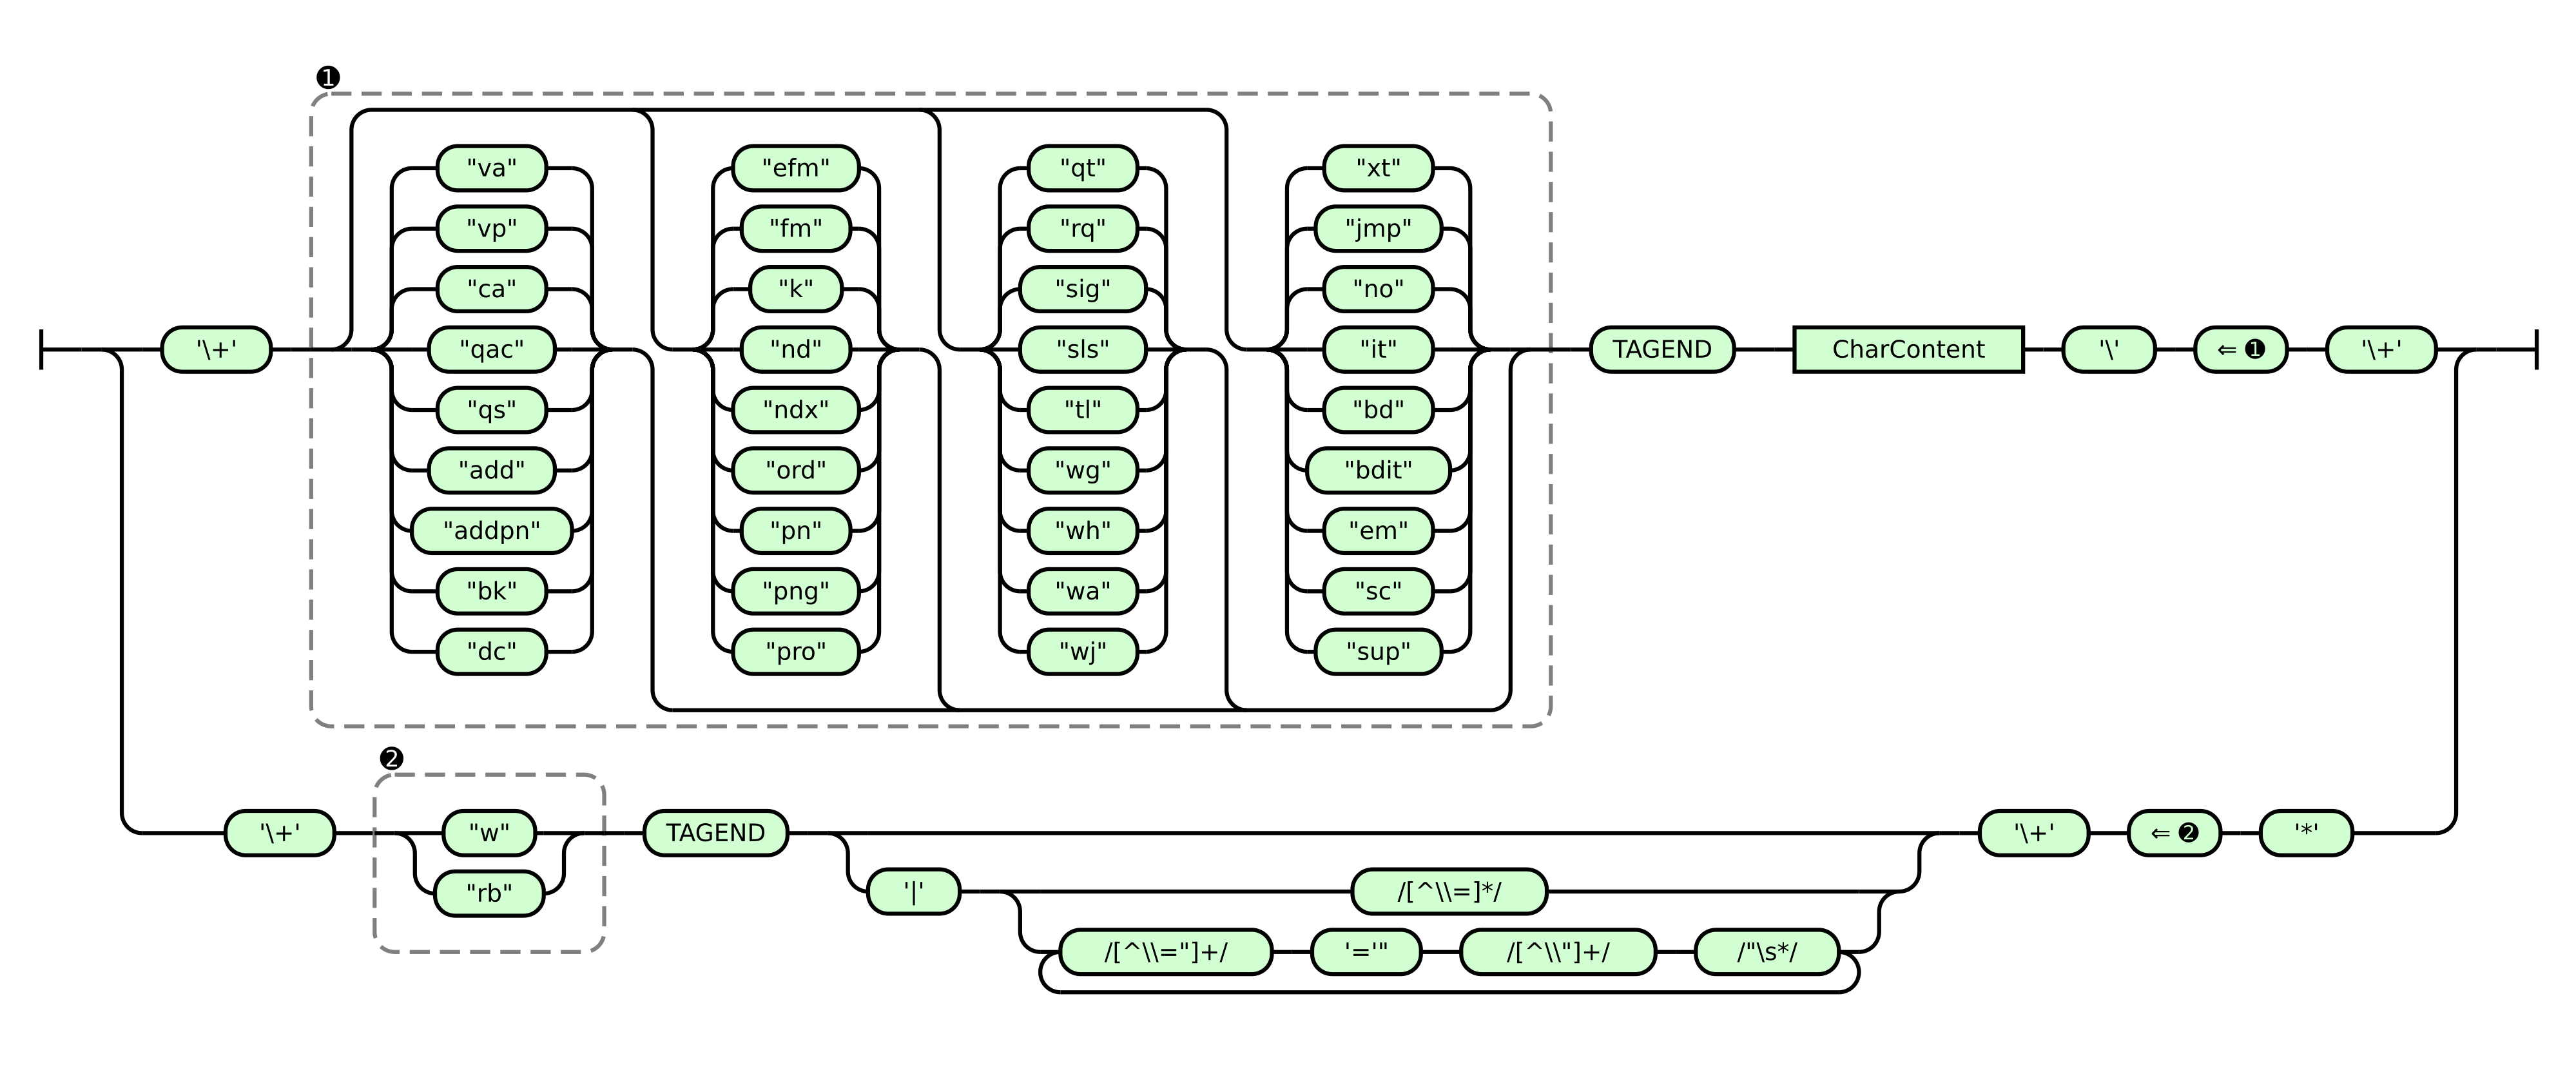 ❶
"va" "efm" "qt" "xt"
"vp" "fm" "rq" "jmp"
"ca" "k" "sig" "no"
'\+' "qac" "nd" "sls" "it" TAGEND CharContent '\' ⇐ ❶ '\+'
"qs" "ndx" "tl" "bd"
"add" "ord" "wg" "bdit"
"addpn" "pn" "wh" "em"
"bk" "png" "wa" "sc"
"dc" "pro" "wj" "sup"
❷
'\+' "w" TAGEND '\+' ⇐ ❷ '*'
"rb" '|' /[^\\=]*/
/[^\\="]+/ '='" /[^\\"]+/ /"\s*/